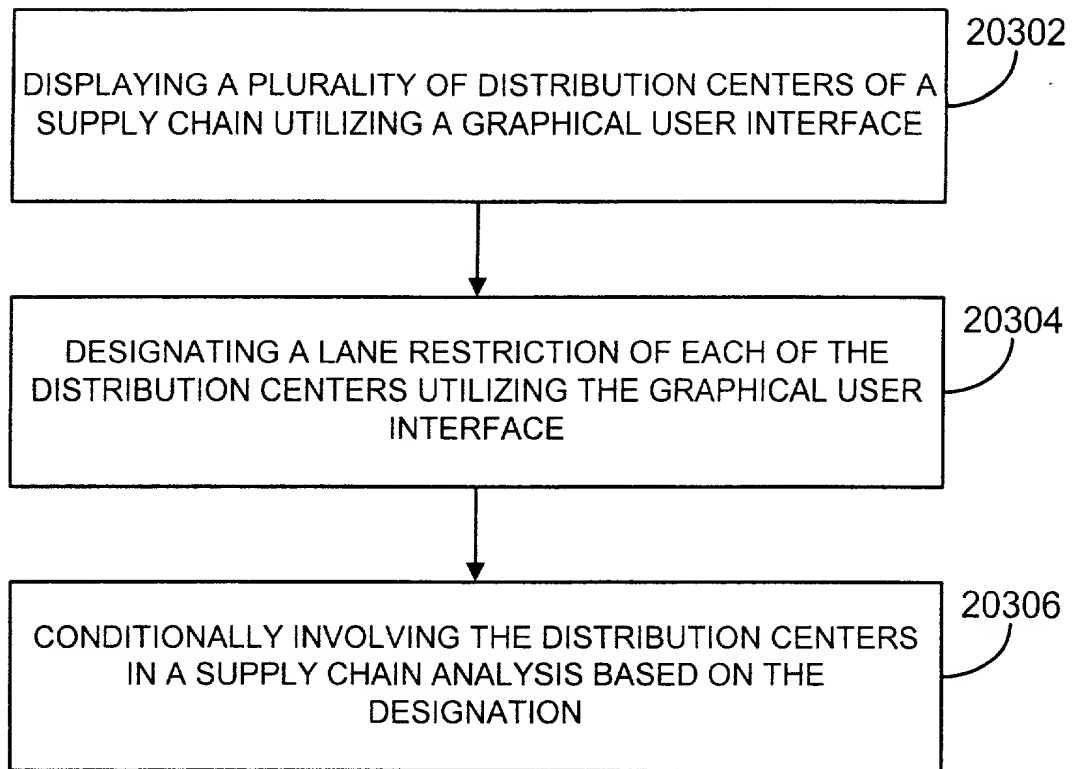 20302
DISPLAYING A PLURALITY OF DISTRIBUTION CENTERS OF A
SUPPLY CHAIN UTILIZING A GRAPHICAL USER INTERFACE
20304
DESIGNATING A LANE RESTRICTION OF EACH OF THE
DISTRIBUTION CENTERS UTILIZING THE GRAPHICAL USER
INTERFACE
20306
CONDITIONALLY INVOLVING THE DISTRIBUTION CENTERS
IN A SUPPLY CHAIN ANALYSIS BASED ON THE
DESIGNATION